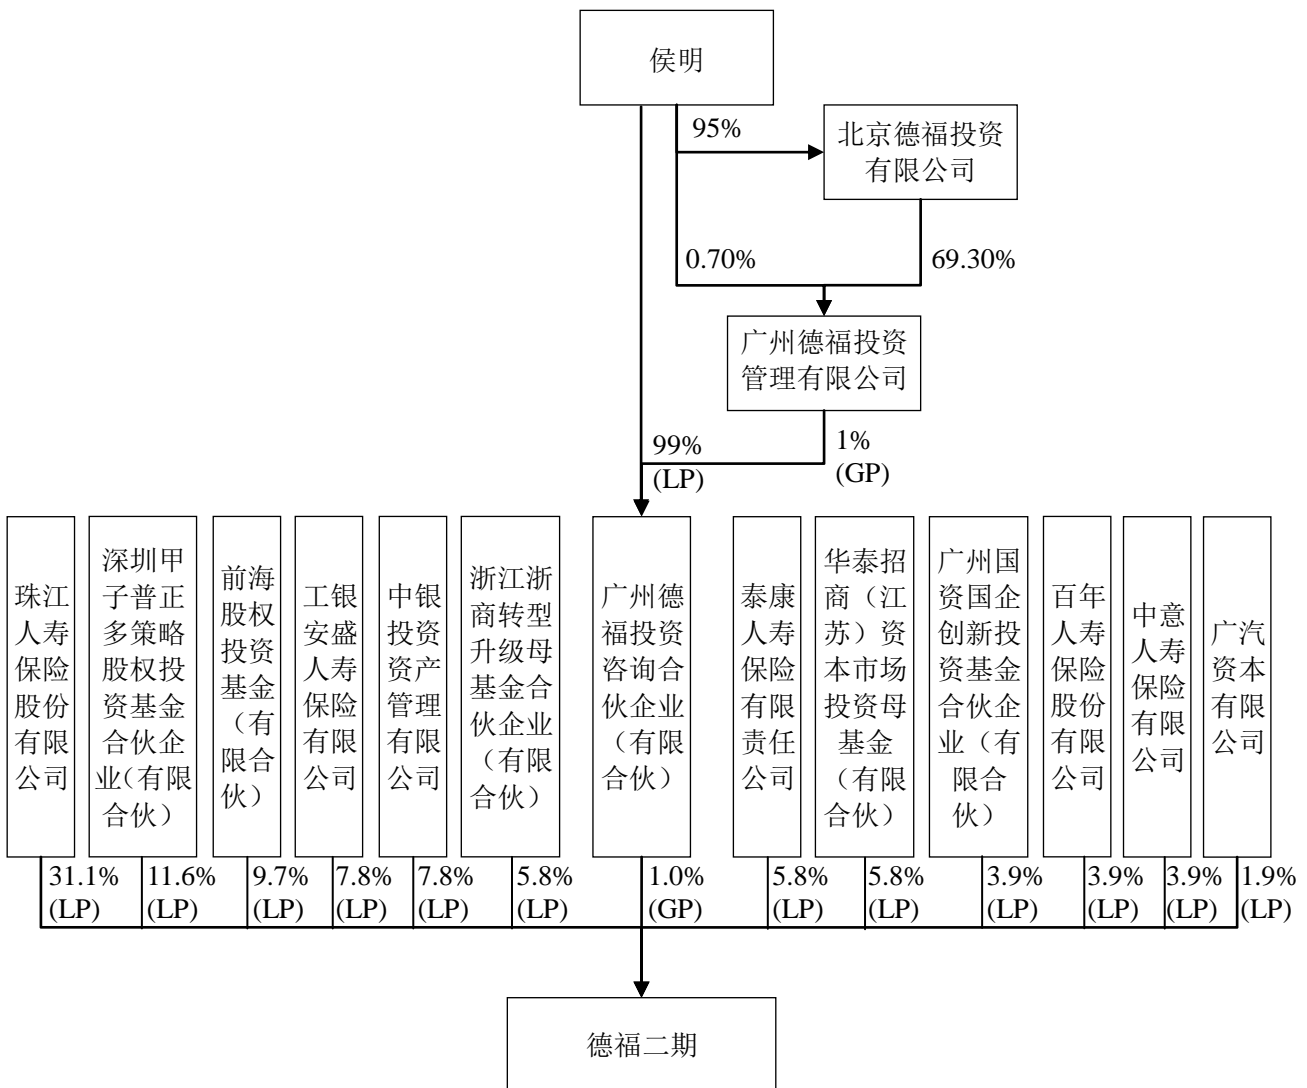 侯明
95%
北京德福投资
有限公司
0.70%
69.30%
广州德福投资
管理有限公司
99%
(LP)
1%
(GP)
珠江
人寿
保险
股份
有限
公司
深圳甲
子普正
多策略
股权投
资基金
合伙企
业(有限
合伙）
前海
股权
投资
基金
（有
限合
伙）
工银
安盛
人寿
保险
有限
公司
中银
投资
资产
管理
有限
公司
浙江浙
商转型
升级母
基金合
伙企业
（有限
合伙）
广州德
福投资
咨询合
伙企业
（有限
合伙）
泰康
人寿
保险
有限
责任
公司
华泰招
商（江
苏）资
本市场
投资母
基金
（有限
合伙）
广州国
资国企
创新投
资基金
合伙企
业（有
限合
伙）
百年
人寿
保险
股份
有限
公司
中意
人寿
保险
有限
公司
广汽
资本
有限
公司
31.1%
(LP)
11.6%
(LP)
9.7%
(LP)
7.8%
(LP)
7.8%
(LP)
5.8%
(LP)
1.0%
(GP)
5.8%
(LP)
5.8%
(LP)
3.9%
(LP)
3.9%
(LP)
3.9%
(LP)
1.9%
(LP)
德福二期